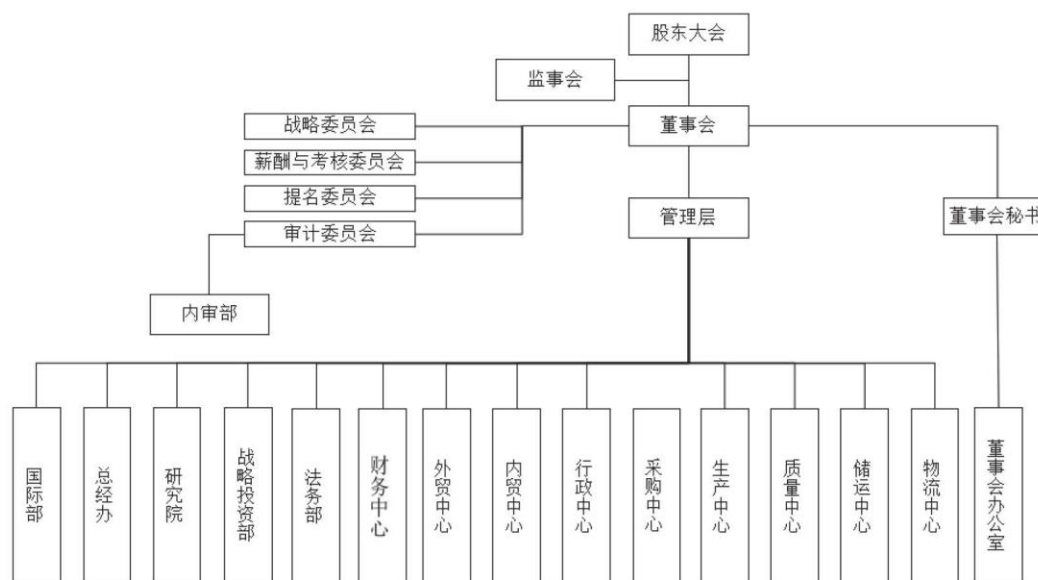 股东大会
监事会
董事会
战略委员会
薪酬与考核委员会
提名委员会
审计委员会
管理层
董事会秘书
内审部
国际部
总经办
研究院
战略投资部
法务部
财务中心
外贸中心
内贸中心
行政中心
采购中心
生产中心
质量中心
储运中心
物流中心
董事会办公室